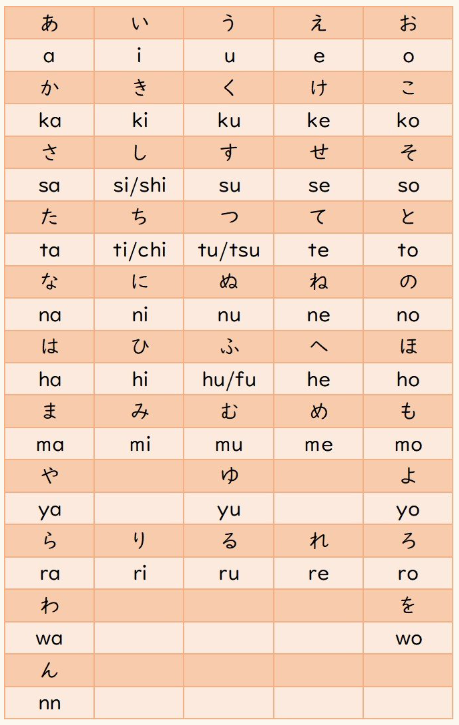 あ い う え お
a i u e o
か き く け こ
ka ki ku ke ko
さ し す せ そ
sa si/shi su se so
た ち つ て と
ta ti/chi tu/tsu te to
な に ぬ ね の
na ni nu ne no
は ひ ふ へ ほ
ha hi hu/fu he ho
ま み む め も
ma mi mu me mo
や ゆ よ
ya yu yo
ら り る れ ろ
ra ri ru re ro
わ を
wa wo
ん
nn